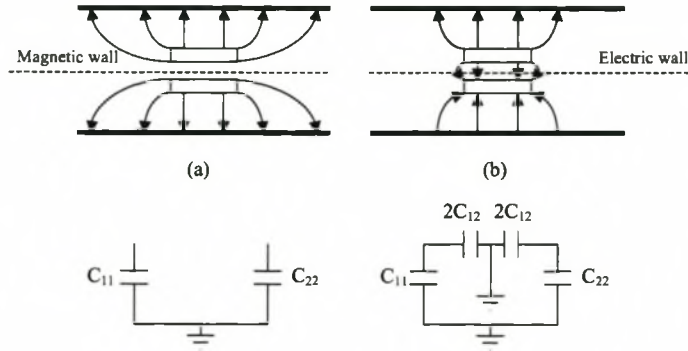 Magnetic wall
Electric wall
(a)
(b)
2C12 2C12
C11
C22
C11
C22